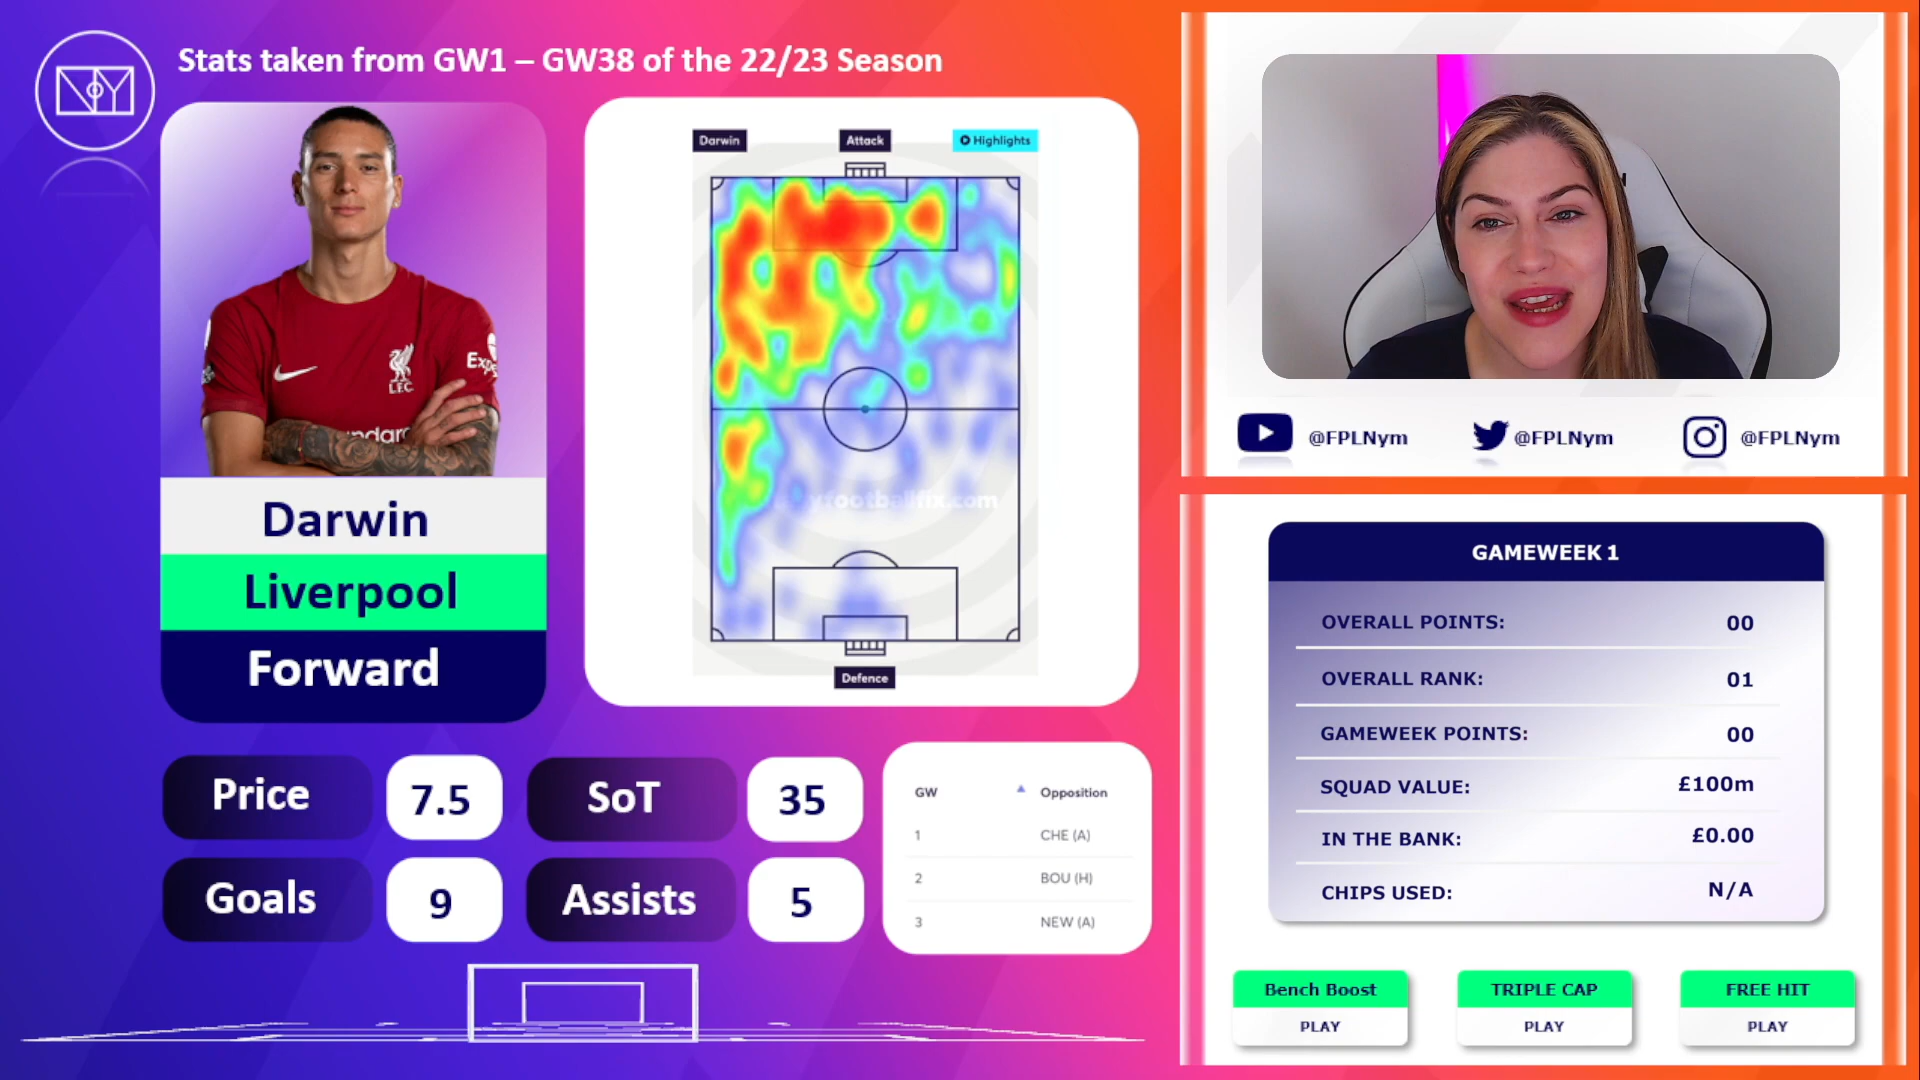 Stats taken from GW1 – GW38 of the 22/23 Season
Darwin
Liverpool
Forward
Darwin
Attack
Highlights
Defence
L.F.C.
Price
7.5
SoT
35
Goals
9
Assists
5
GW Opposition
1 CHE (A)
2 BOU (H)
3 NEW (A)
@FPLNym
@FPLNym
@FPLNym
GAMEWEEK 1
OVERALL POINTS: 00
OVERALL RANK: 01
GAMEWEEK POINTS: 00
SQUAD VALUE: £100m
IN THE BANK: £0.00
CHIPS USED: N/A
Bench Boost
PLAY
TRIPLE CAP
PLAY
FREE HIT
PLAY